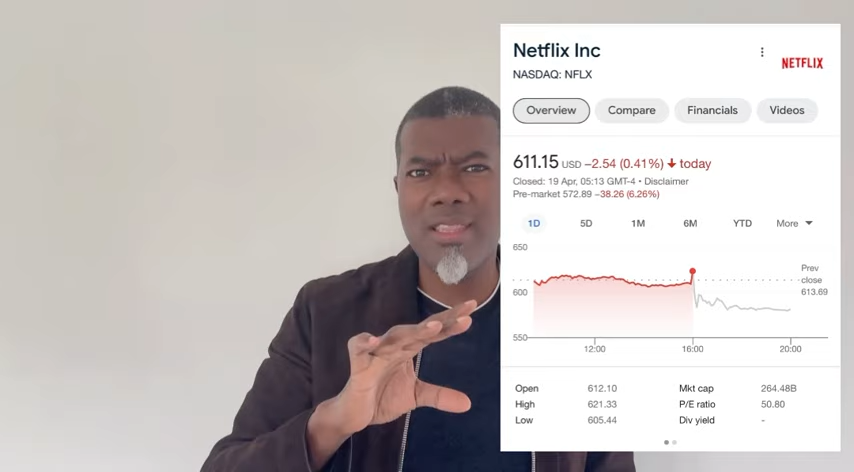 Netflix Inc
NETFLIX
NASDAQ: NFLX
Overview Compare Financials Videos
611.15 USD −2.54 (0.41%) today
Closed: 19 Apr, 05:13 GMT-4 • Disclaimer
Pre-market 572.89 −38.26 (6.26%)
1D 5D 1M 6M YTD More
650
600
550
Prev
close
613.69
12:00 16:00 20:00
Open 612.10 Mkt cap 264.48B
High 621.33 P/E ratio 50.80
Low 605.44 Div yield -